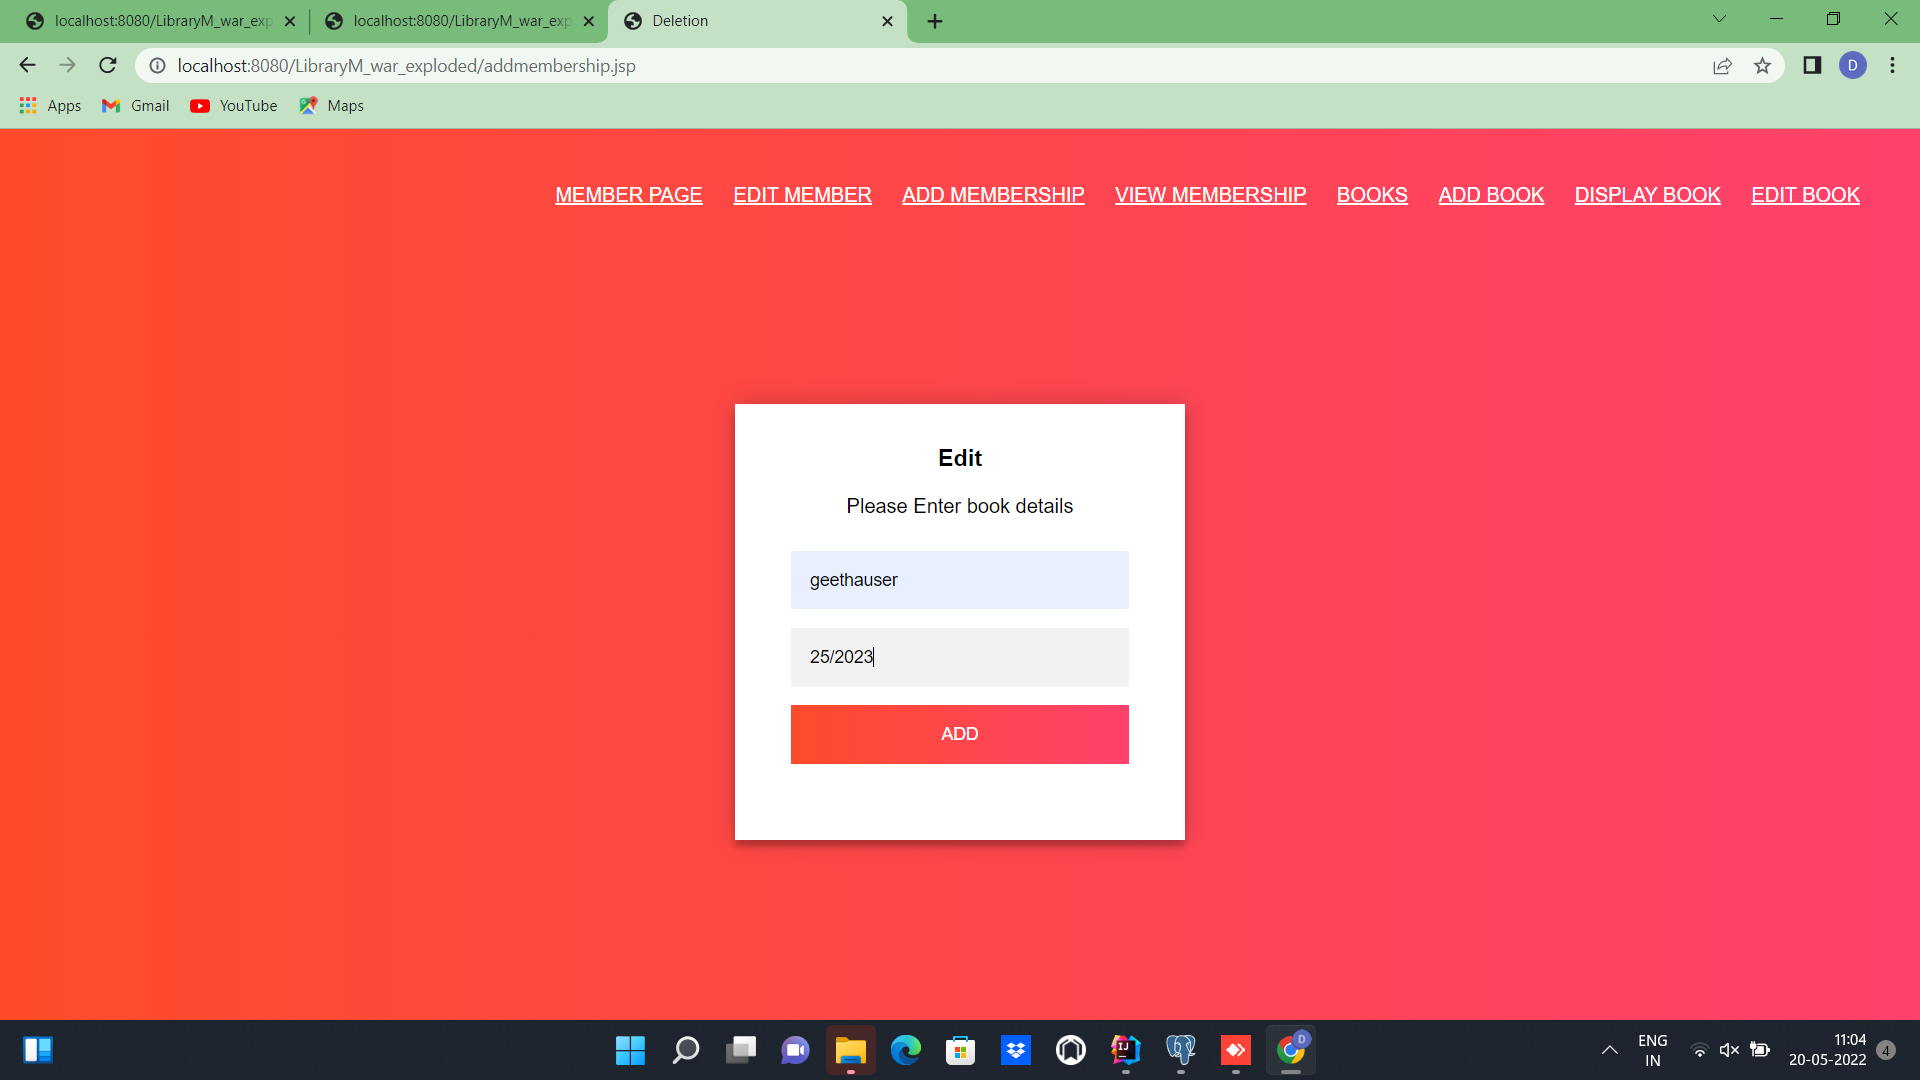 localhost:8080/LibraryM_war_exp
localhost:8080/LibraryM_war_exp
Deletion
localhost:8080/LibraryM_war_exploded/addmembership.jsp
D
Apps
Gmail
YouTube
Maps
MEMBER PAGE
EDIT MEMBER
ADD MEMBERSHIP
VIEW MEMBERSHIP
BOOKS
ADD BOOK
DISPLAY BOOK
EDIT BOOK
Edit
Please Enter book details
geethauser
25/2023
ADD
IJ
D
ENG
IN
11:04
20-05-2022
4